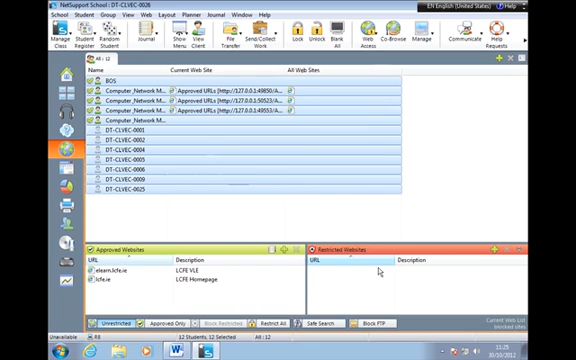 NetSupport School : DT-CLVEC-0026
EN English (United States)
School Student Group View Web Layout Planner Journal Window Help
Manage Class
Student Register
Random Student
Journal
Show Menu
View Client
File Transfer
Send/Collect Work
Lock
Unlock
Blank All
Web Access
Co-Browse
Manage
Communicate
Help Requests
All : 12
Name Current Web Site All Web Sites
BOS
Computer_Network M... Approved URLs [http://127.0.0.1:49850/A...
Computer_Network M... Approved URLs [http://127.0.0.1:50523/A...
Computer_Network M... Approved URLs [http://127.0.0.1:49553/A...
Computer_Network M...
DT-CLVEC-0001
DT-CLVEC-0002
DT-CLVEC-0004
DT-CLVEC-0005
DT-CLVEC-0006
DT-CLVEC-0009
DT-CLVEC-0025
Approved Websites
URL Description
elearn.lcfe.ie LCFE VLE
lcfe.ie LCFE Homepage
Restricted Websites
URL Description
Unrestricted Approved Only Block Restricted Restrict All Safe Search Block FTP
Current Web List
blocked sites
Unavailable R8 12 Students, 12 Selected All : 12
11:25
30/10/2012